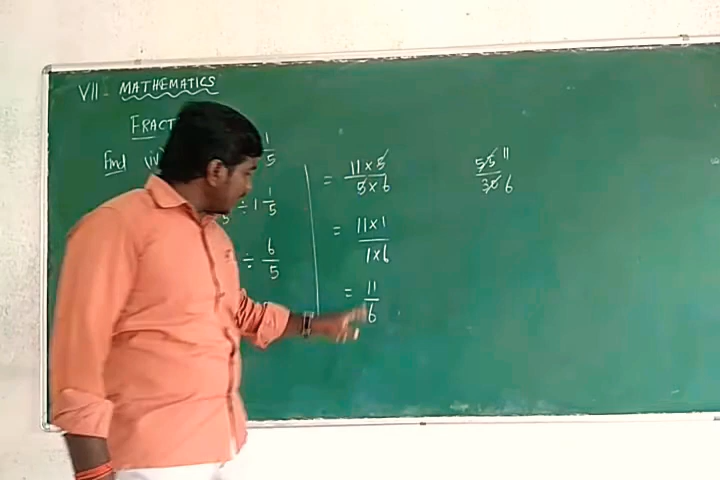 VII - MATHEMATICS
FRACT
Find (iv) 1/5
÷ 1 1/5
÷ 6/5
= 11 × 5 / 5 × 6
= 11 × 1 / 1 × 6
= 11 / 6
55 11 / 30 6